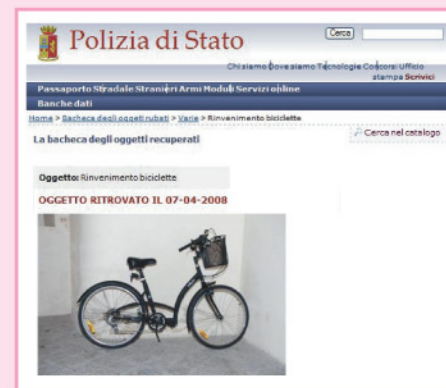 Polizia di Stato
Cerca
Chi siamo Dove siamo Tecnologie Concorsi Ufficio
stampa Scrivici
Passaporto Stradale Stranieri Armi Moduli Servizi online
Banche dati
Home > Bacheca degli oggetti rubati > Varie > Rinvenimento biciclette
La bacheca degli oggetti recuperati
Cerca nel catalogo
Oggetto: Rinvenimento biciclette
OGGETTO RITROVATO IL 07-04-2008